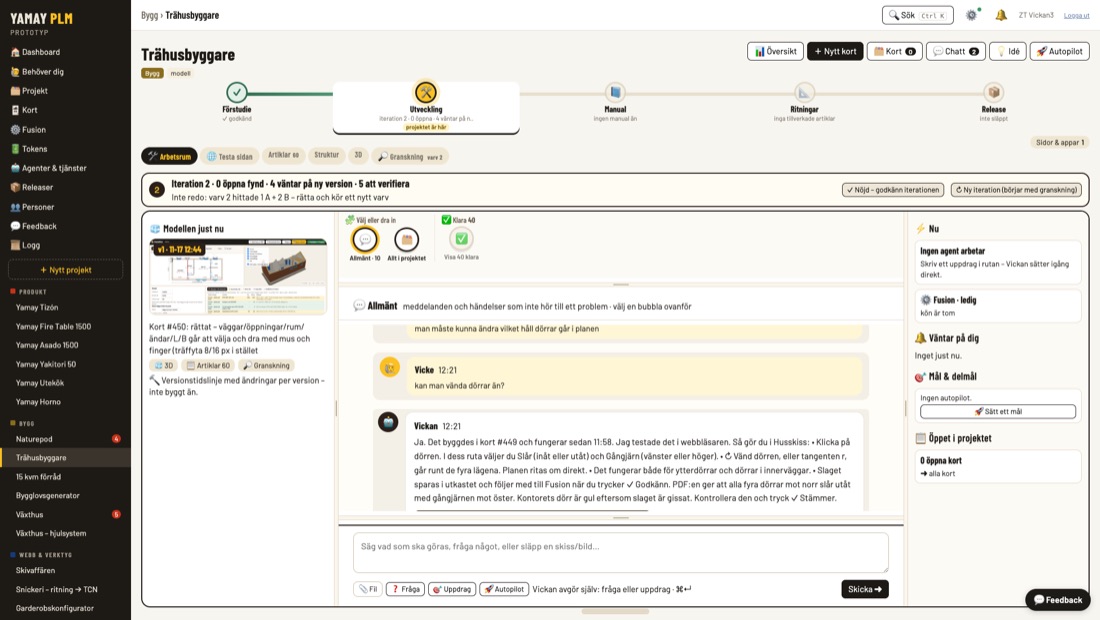 YAMAY PLM
PROTOTYP
Dashboard
Behöver dig
Projekt
Kort
Fusion
Tokens
Agenter & tjänster
Releaser
Personer
Feedback
Logg
+ Nytt projekt
PRODUKT
Yamay Tizón
Yamay Fire Table 1500
Yamay Asado 1500
Yamay Yakitori 50
Yamay Utekök
Yamay Horno
BYGG
Naturepod 4
Trähusbyggare
15 kvm förråd
Bygglovsgenerator
Växthus 5
Växthus – hjulsystem
WEBB & VERKTYG
Skivaffären
Snickeri – ritning → TCN
Garderobskonfigurator
Bygg › Trähusbyggare
Sök Ctrl K
ZT Vickan3
Logga ut
Trähusbyggare
Bygg modell
Översikt
+ Nytt kort
Kort 0
Chatt 2
Idé
Autopilot
Förstudie
✓ godkänd
Utveckling
iteration 2 · 0 öppna · 4 väntar på n…
projektet är här
Manual
Ingen manual än
Ritningar
Inga tillverkade artiklar
Release
Inte släppt
Sidor & appar 1
Arbetsrum
Testa sidan
Artiklar 60
Struktur
3D
Granskning varv 2
2
Iteration 2 · 0 öppna fynd · 4 väntar på ny version · 5 att verifiera
Inte redo: varv 2 hittade 1 A + 2 B – rätta och kör ett nytt varv
✓ Nöjd – godkänn iterationen
↻ Ny iteration (börjar med granskning)
Modellen just nu
v1 · 11-17 12:44
Kort #450: rättat – väggar/öppningar/rum/
ändar/L/B går att välja och dra med mus och
finger (träffyta 8/16 px i stället
3D
Artiklar 60
Granskning
Versionstidslinje med ändringar per version –
inte byggt än.
Välj eller dra in
Klara 40
Allmänt · 10
Allt i projektet
Visa 40 klara
Allmänt meddelanden och händelser som inte hör till ett problem · välj en bubbla ovanför
man måste kunna ändra vilket håll dörrar går i planen
Vicke 12:21
kan man vända dörrar än?
Vickan 12:21
Ja. Det byggdes i kort #449 och fungerar sedan 11:58. Jag testade det i webbläsaren. Så gör du i Husskiss: • Klicka på
dörren. I dess ruta väljer du Slår (inåt eller utåt) och Gångjärn (vänster eller höger). • ↻ Vänd dörren, eller tangenten r,
går runt de fyra lägena. Planen ritas om direkt. • Det fungerar både för ytterdörrar och dörrar i innerväggar. • Slaget
sparas i utkastet och följer med till Fusion när du trycker ✓ Godkänn. PDF:en ger att alla fyra dörrar mot norr slår utåt
med gångjärnen mot öster. Kontorets dörr är gul eftersom slaget är gissat. Kontrollera den och tryck ✓ Stämmer.
Säg vad som ska göras, fråga något, eller släpp en skiss/bild…
Fil
? Fråga
Uppdrag
Autopilot
Vickan avgör själv: fråga eller uppdrag · ⌘↵
Skicka ➔
Nu
Ingen agent arbetar
Skriv ett uppdrag i rutan – Vickan sätter igång
direkt.
Fusion · ledig
kön är tom
Väntar på dig
Inget just nu.
Mål & delmål
Ingen autopilot.
Sätt ett mål
Öppet i projektet
0 öppna kort
➔ alla kort
Feedback